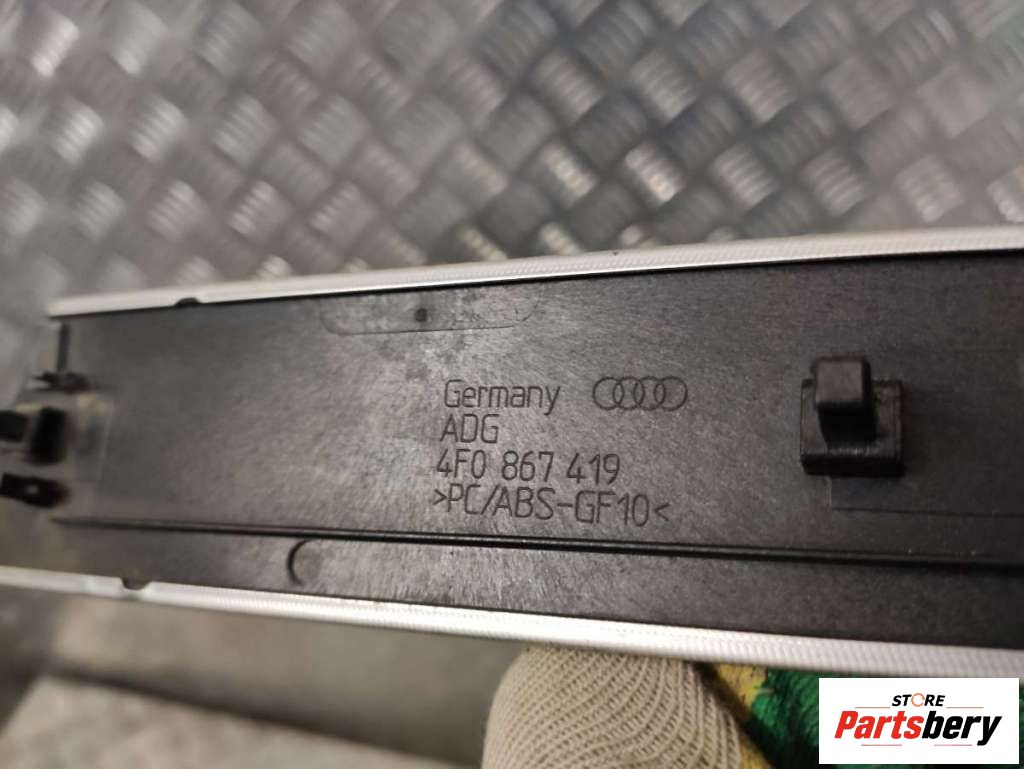 Germany
ADG
4F0 867 419
>PC/ABS-GF10<
STORE
Partsbery